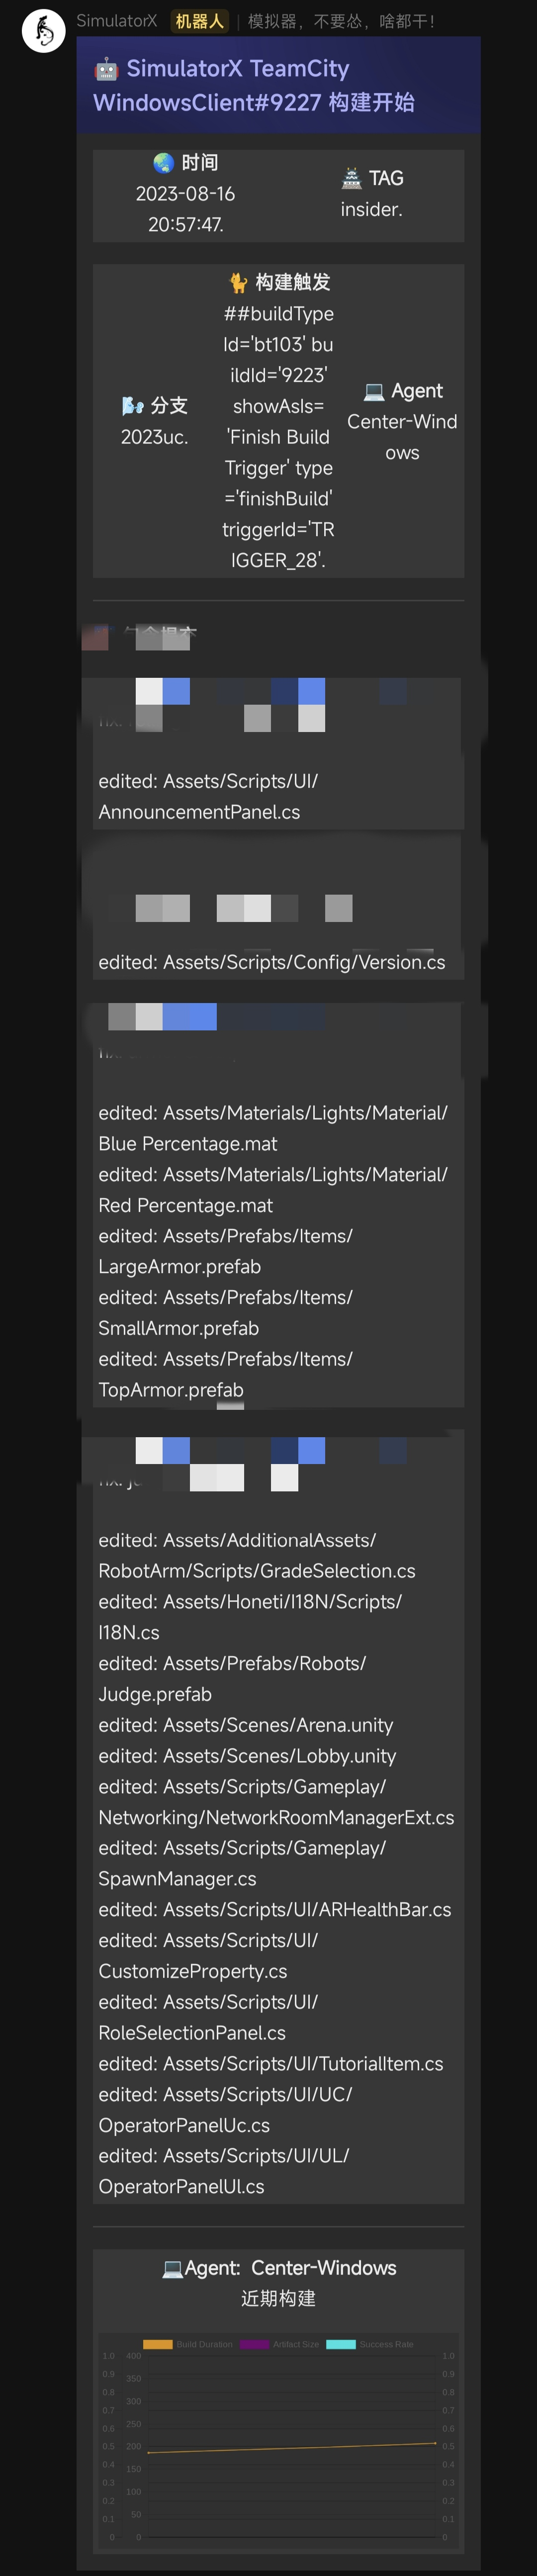 SimulatorX 机器人 | 模拟器，不要怂，啥都干！
🤖 SimulatorX TeamCity
WindowsClient#9227 构建开始
🌏 时间
2023-08-16
20:57:47.
🏯 TAG
insider.
🌬️ 分支
2023uc.
🐈 构建触发
##buildType
Id='bt103' bu
ildId='9223'
showAsIs=
'Finish Build
Trigger' type
='finishBuild'
triggerId='TR
IGGER_28'.
💻 Agent
Center-Wind
ows
edited: Assets/Scripts/UI/
AnnouncementPanel.cs
edited: Assets/Scripts/Config/Version.cs
edited: Assets/Materials/Lights/Material/
Blue Percentage.mat
edited: Assets/Materials/Lights/Material/
Red Percentage.mat
edited: Assets/Prefabs/Items/
LargeArmor.prefab
edited: Assets/Prefabs/Items/
SmallArmor.prefab
edited: Assets/Prefabs/Items/
TopArmor.prefab
edited: Assets/AdditionalAssets/
RobotArm/Scripts/GradeSelection.cs
edited: Assets/Honeti/I18N/Scripts/
I18N.cs
edited: Assets/Prefabs/Robots/
Judge.prefab
edited: Assets/Scenes/Arena.unity
edited: Assets/Scenes/Lobby.unity
edited: Assets/Scripts/Gameplay/
Networking/NetworkRoomManagerExt.cs
edited: Assets/Scripts/Gameplay/
SpawnManager.cs
edited: Assets/Scripts/UI/ARHealthBar.cs
edited: Assets/Scripts/UI/
CustomizeProperty.cs
edited: Assets/Scripts/UI/
RoleSelectionPanel.cs
edited: Assets/Scripts/UI/TutorialItem.cs
edited: Assets/Scripts/UI/UC/
OperatorPanelUc.cs
edited: Assets/Scripts/UI/UL/
OperatorPanelUl.cs
💻Agent: Center-Windows
近期构建
Build Duration Artifact Size Success Rate
1.0 400 1.0
0.9 350 0.9
0.8 300 0.8
0.7 250 0.7
0.6 200 0.6
0.5 150 0.5
0.4 100 0.4
0.3 50 0.3
0.2 0 0.2
0.1 0.1
0 0